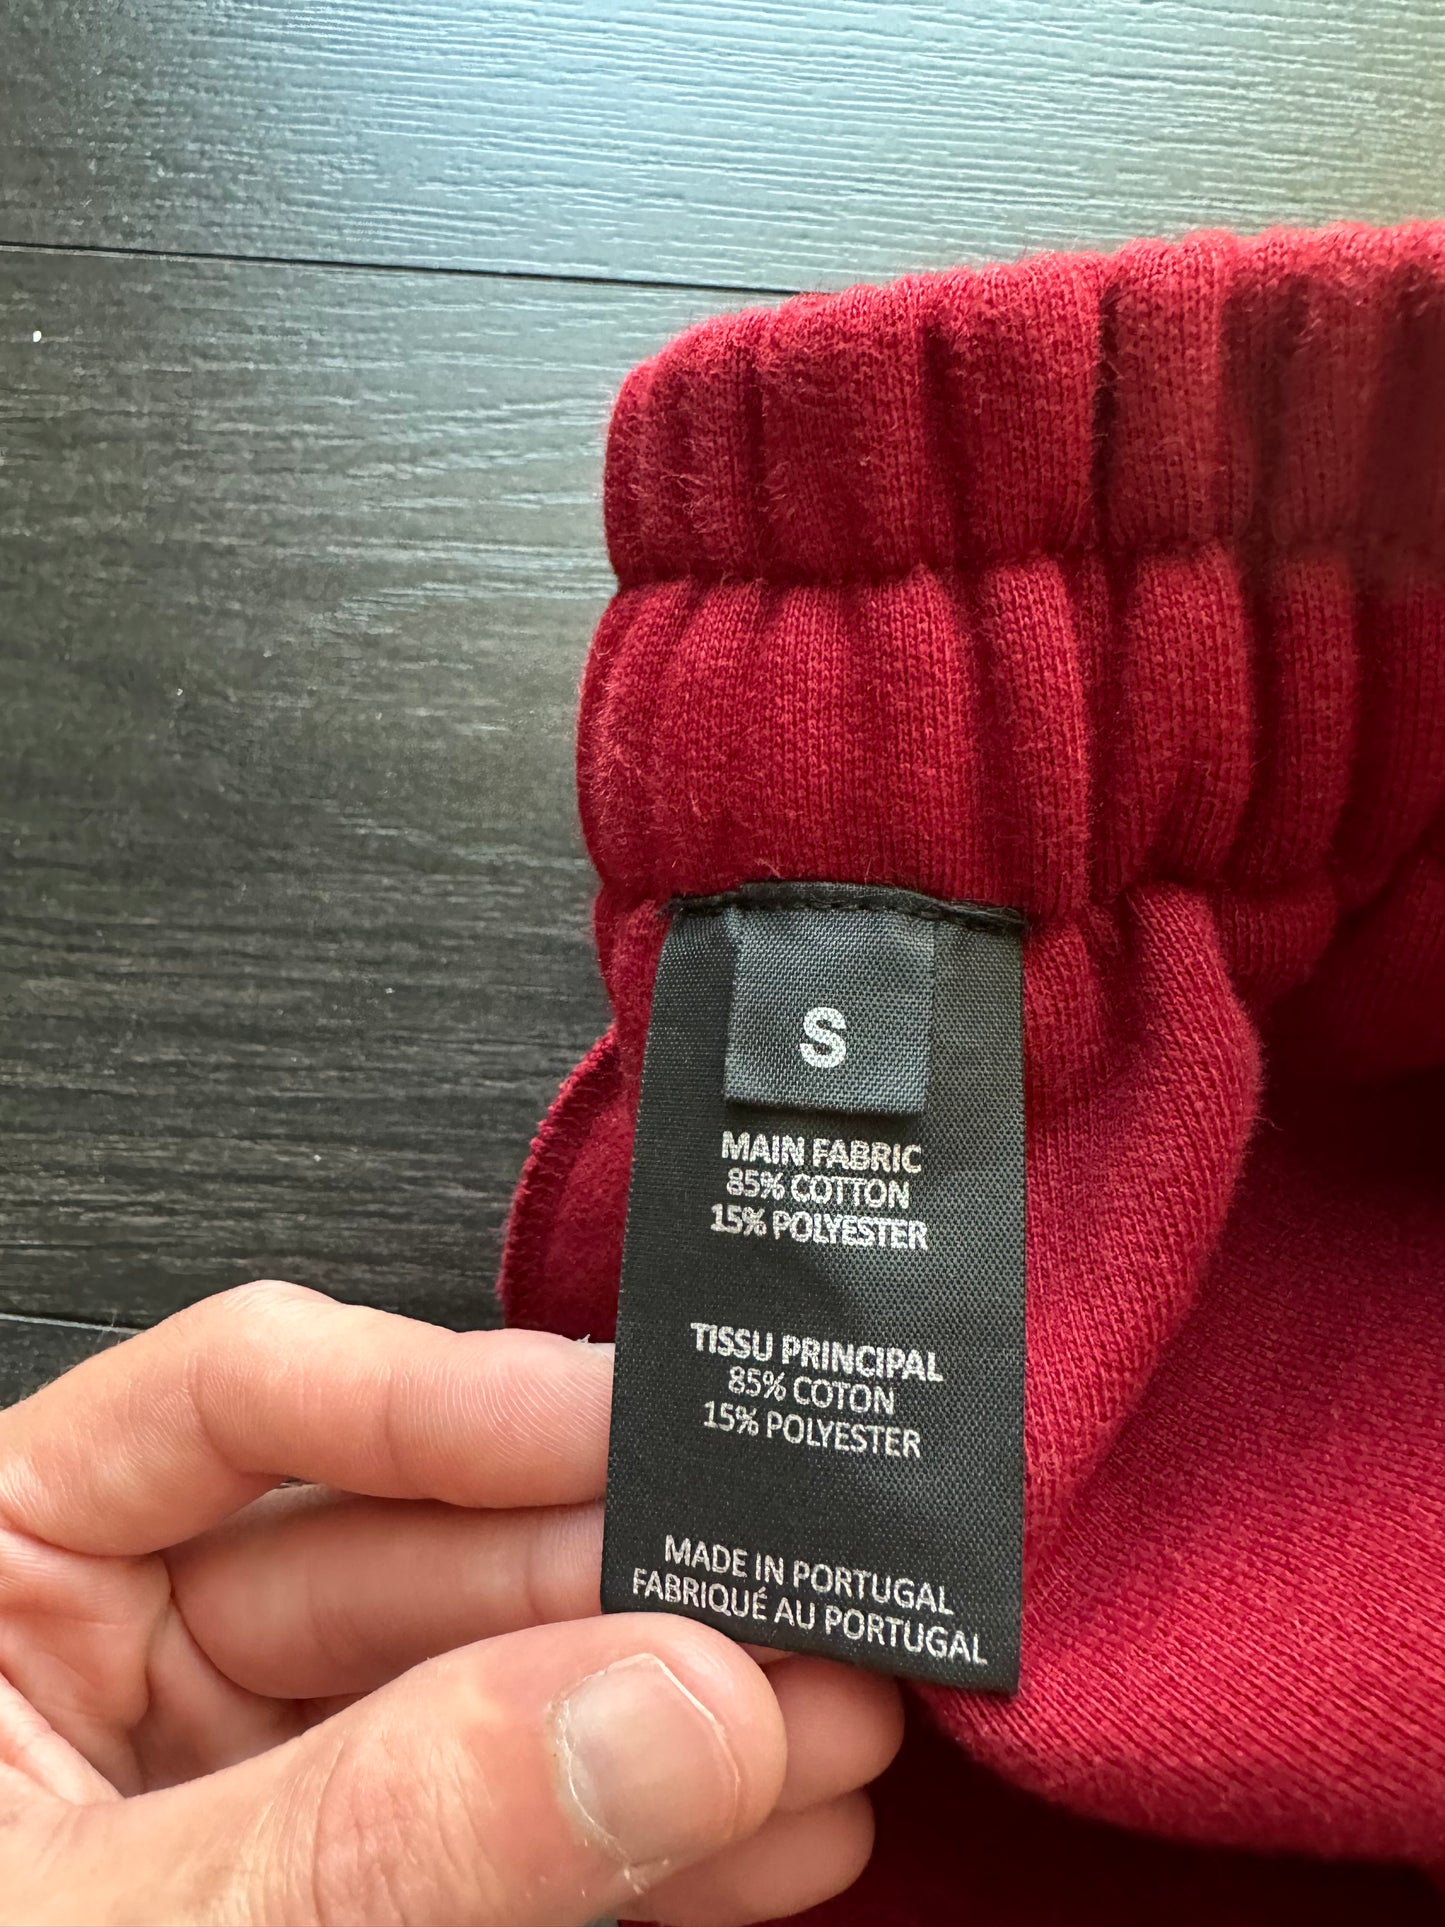 S
MAIN FABRIC
85% COTTON
15% POLYESTER
TISSU PRINCIPAL
85% COTON
15% POLYESTER
MADE IN PORTUGAL
FABRIQUÉ AU PORTUGAL